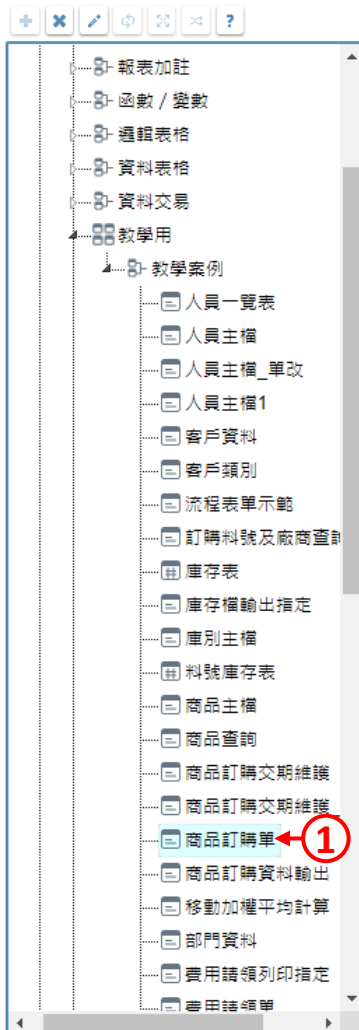 ?
報表加註
函數 / 變數
邏輯表格
資料表格
資料交易
教學用
教學案例
人員一覽表
人員主檔
人員主檔_單改
人員主檔1
客戶資料
客戶類別
流程表單示範
訂購料號及廠商查詢
庫存表
庫存檔輸出指定
庫別主檔
料號庫存表
商品主檔
商品查詢
商品訂購交期維護
商品訂購交期維護_
商品訂購單 1
商品訂購資料輸出
移動加權平均計算
部門資料
費用請領列印指定
費用請領單